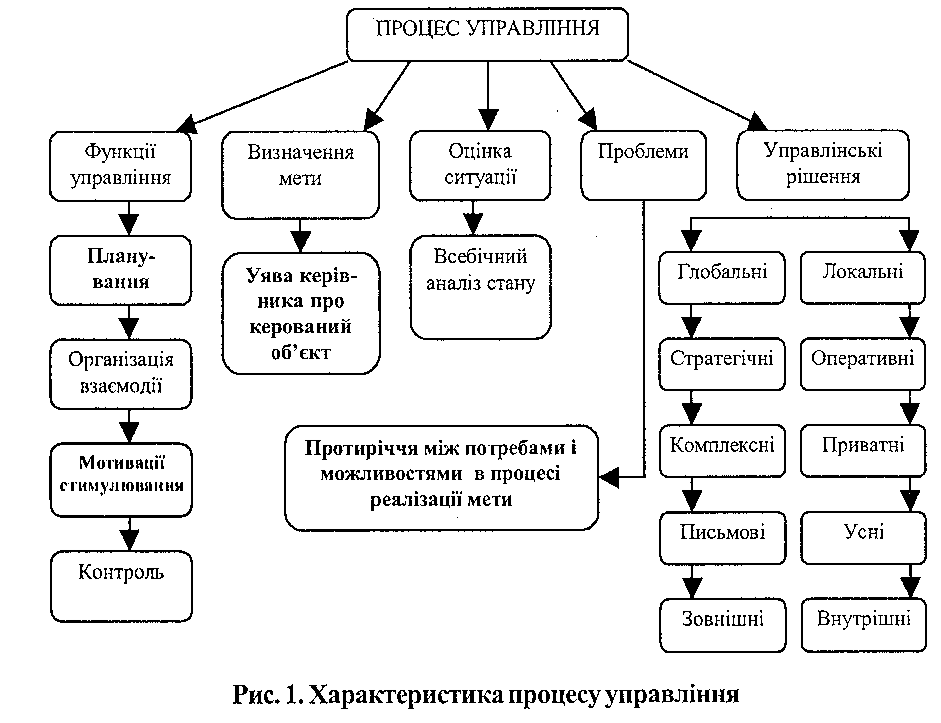 ПРОЦЕС УПРАВЛІННЯ
Функції
управління
Визначення
мети
Оцінка
ситуації
Проблеми
Управлінські
рішення
Плану-
вання
Уява керів-
ника про
керований
об’єкт
Всебічний
аналіз стану
Глобальні
Локальні
Організація
взаємодії
Стратегічні
Оперативні
Протиріччя між потребами і
можливостями в процесі
реалізації мети
Комплексні
Приватні
Мотивації
стимулювання
Письмові
Усні
Контроль
Зовнішні
Внутрішні
Рис. 1. Характеристика процесу управління